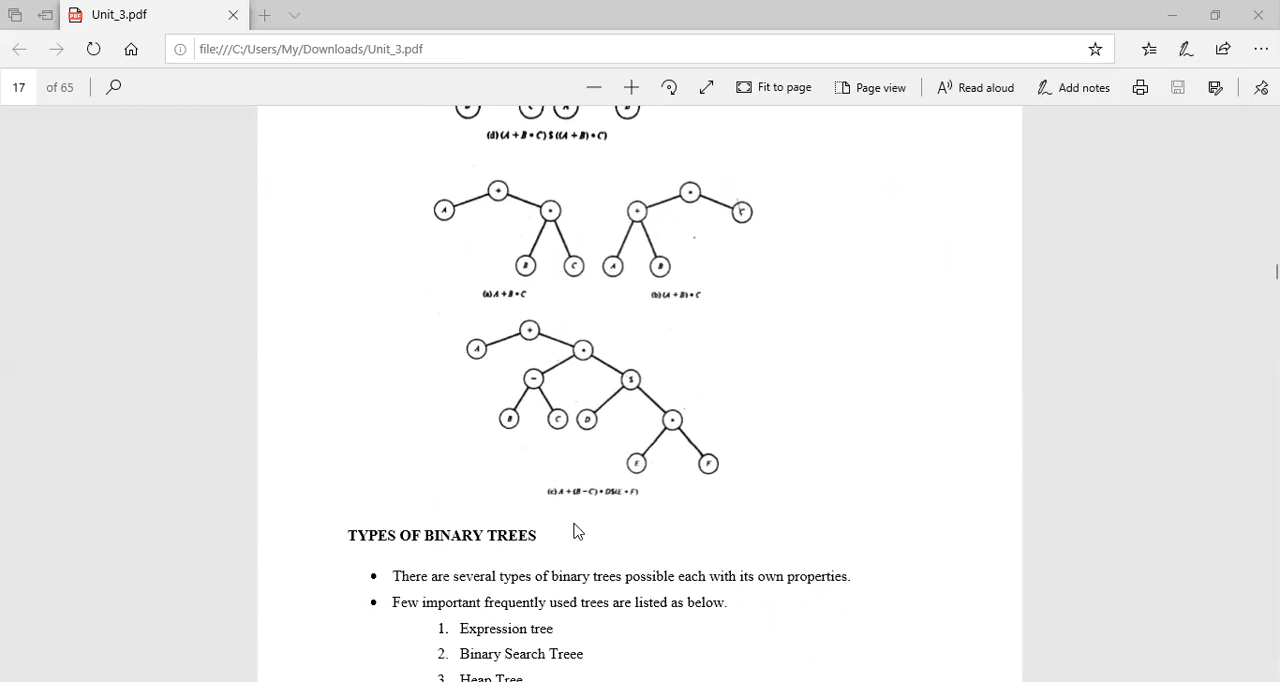 Unit_3.pdf
file:///C:/Users/My/Downloads/Unit_3.pdf
17 of 65
Fit to page
Page view
Read aloud
Add notes
(d) (A + B * C) $ ((A + B) * C)
+
A
*
B
C
(a) A + B * C
*
+
C
A
B
(b) (A + B) * C
+
A
*
−
$
B
C
D
*
E
F
(c) A + (B − C) * D$(E * F)
TYPES OF BINARY TREES
• There are several types of binary trees possible each with its own properties.
• Few important frequently used trees are listed as below.
1. Expression tree
2. Binary Search Treee
3. Heap Tree